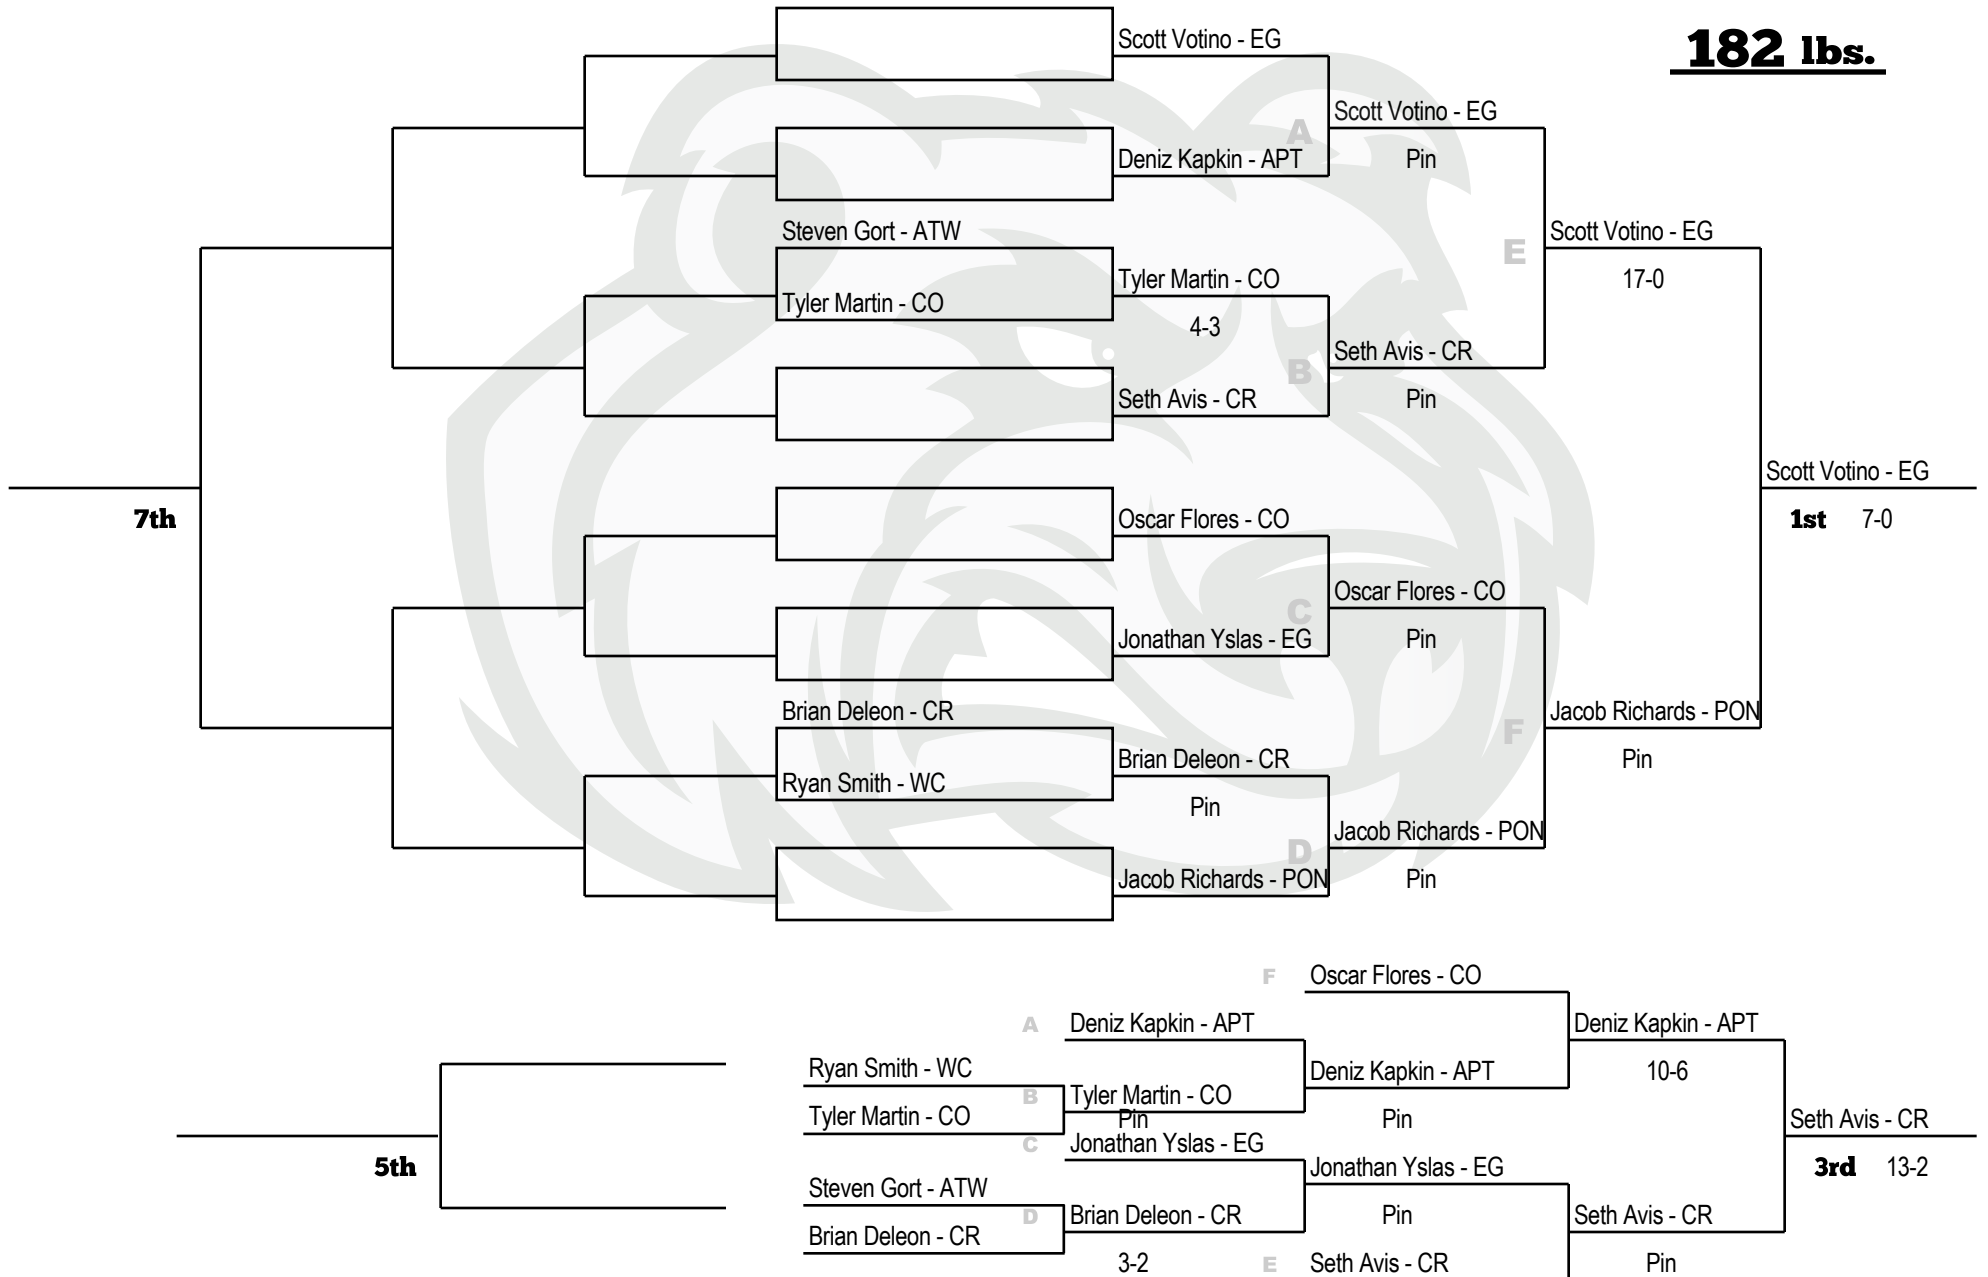 182 lbs.
Scott Votino - EG
Scott Votino - EG
A
Deniz Kapkin - APT
Pin
Steven Gort - ATW
Scott Votino - EG
E
Tyler Martin - CO
17-0
Tyler Martin - CO
4-3
Seth Avis - CR
B
Seth Avis - CR
Pin
Scott Votino - EG
7th
Oscar Flores - CO
1st 7-0
Oscar Flores - CO
C
Jonathan Yslas - EG
Pin
Brian Deleon - CR
Jacob Richards - PON
F
Brian Deleon - CR
Pin
Ryan Smith - WC
Pin
Jacob Richards - PON
D
Jacob Richards - PON
Pin
F Oscar Flores - CO
A Deniz Kapkin - APT
Deniz Kapkin - APT
Ryan Smith - WC
Deniz Kapkin - APT
10-6
B Tyler Martin - CO
Tyler Martin - CO
Pin
Pin
Seth Avis - CR
C Jonathan Yslas - EG
5th
Jonathan Yslas - EG
3rd 13-2
Steven Gort - ATW
D Brian Deleon - CR
Pin
Seth Avis - CR
Brian Deleon - CR
3-2
E Seth Avis - CR
Pin